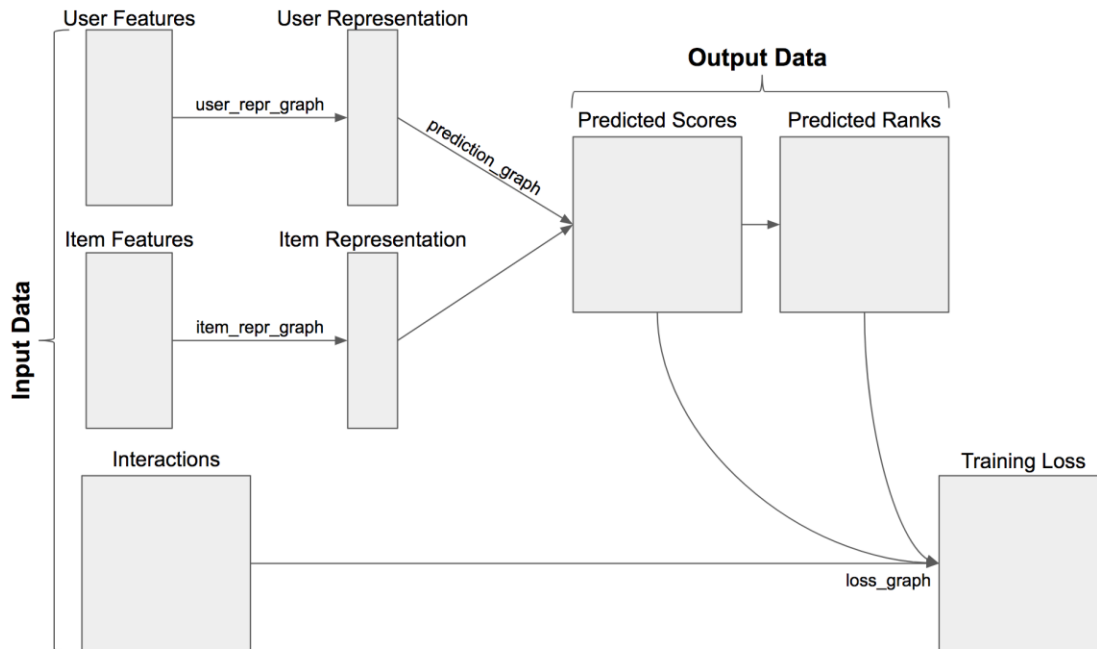 User Features
User Representation
Output Data
user_repr_graph
prediction_graph
Predicted Scores
Predicted Ranks
Item Features
Item Representation
Input Data
item_repr_graph
Interactions
Training Loss
loss_graph